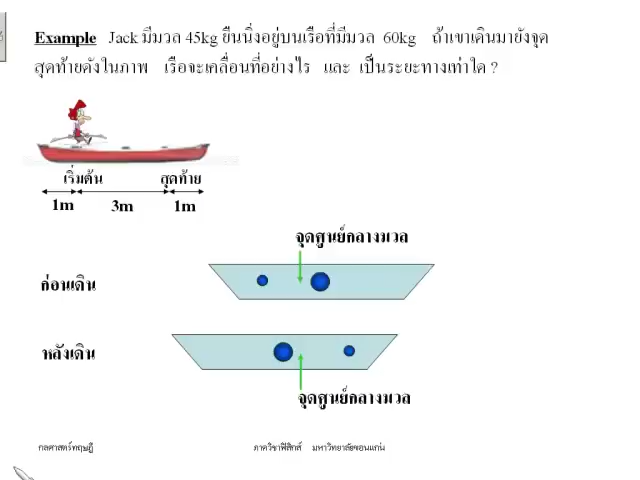 Example Jack มีมวล 45kg ยืนนิ่งอยู่บนเรือที่มีมวล 60kg ถ้าเขาเดินมายังจุด
สุดท้ายดังในภาพ เรือจะเคลื่อนที่อย่างไร และ เป็นระยะทางเท่าใด ?
เริ่มต้น สุดท้าย
1m 3m 1m
จุดศูนย์กลางมวล
ก่อนเดิน
หลังเดิน
จุดศูนย์กลางมวล
กลศาสตร์ทฤษฎี ภาควิชาฟิสิกส์ มหาวิทยาลัยขอนแก่น